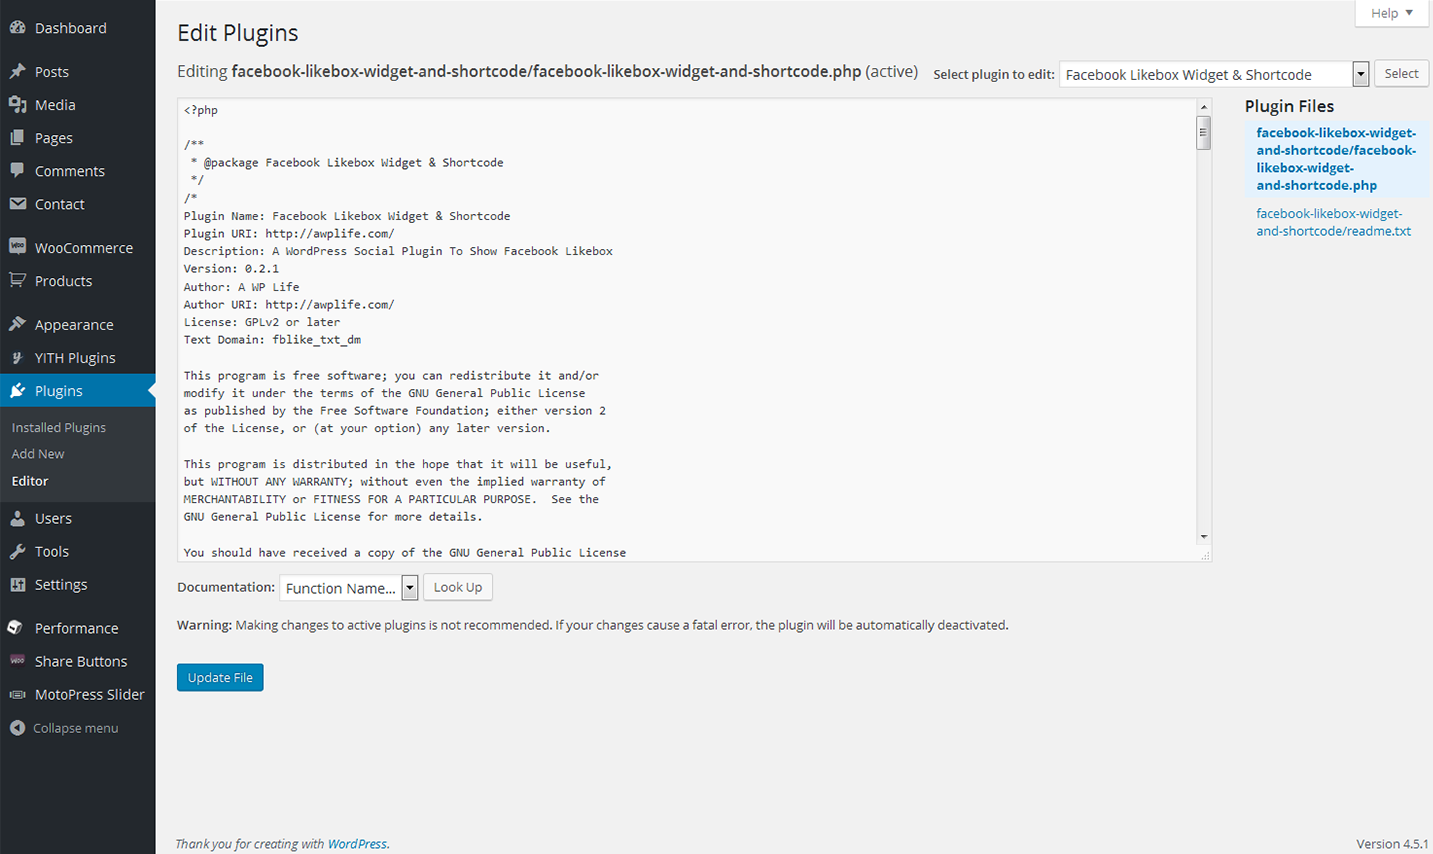 Dashboard
Posts
Media
Pages
Comments
Contact
WooCommerce
Products
Appearance
YITH Plugins
Plugins
Installed Plugins
Add New
Editor
Users
Tools
Settings
Performance
Share Buttons
MotoPress Slider
Collapse menu
Help
Edit Plugins
Editing facebook-likebox-widget-and-shortcode/facebook-likebox-widget-and-shortcode.php (active)
Select plugin to edit: Facebook Likebox Widget & Shortcode Select
<?php
/**
 * @package Facebook Likebox Widget & Shortcode
 */
/*
Plugin Name: Facebook Likebox Widget & Shortcode
Plugin URI: http://awplife.com/
Description: A WordPress Social Plugin To Show Facebook Likebox
Version: 0.2.1
Author: A WP Life
Author URI: http://awplife.com/
License: GPLv2 or later
Text Domain: fblike_txt_dm
This program is free software; you can redistribute it and/or
modify it under the terms of the GNU General Public License
as published by the Free Software Foundation; either version 2
of the License, or (at your option) any later version.
This program is distributed in the hope that it will be useful,
but WITHOUT ANY WARRANTY; without even the implied warranty of
MERCHANTABILITY or FITNESS FOR A PARTICULAR PURPOSE.  See the
GNU General Public License for more details.
You should have received a copy of the GNU General Public License
Plugin Files
facebook-likebox-widget-
and-shortcode/facebook-
likebox-widget-
and-shortcode.php
facebook-likebox-widget-
and-shortcode/readme.txt
Documentation: Function Name... Look Up
Warning: Making changes to active plugins is not recommended. If your changes cause a fatal error, the plugin will be automatically deactivated.
Update File
Thank you for creating with WordPress.
Version 4.5.1